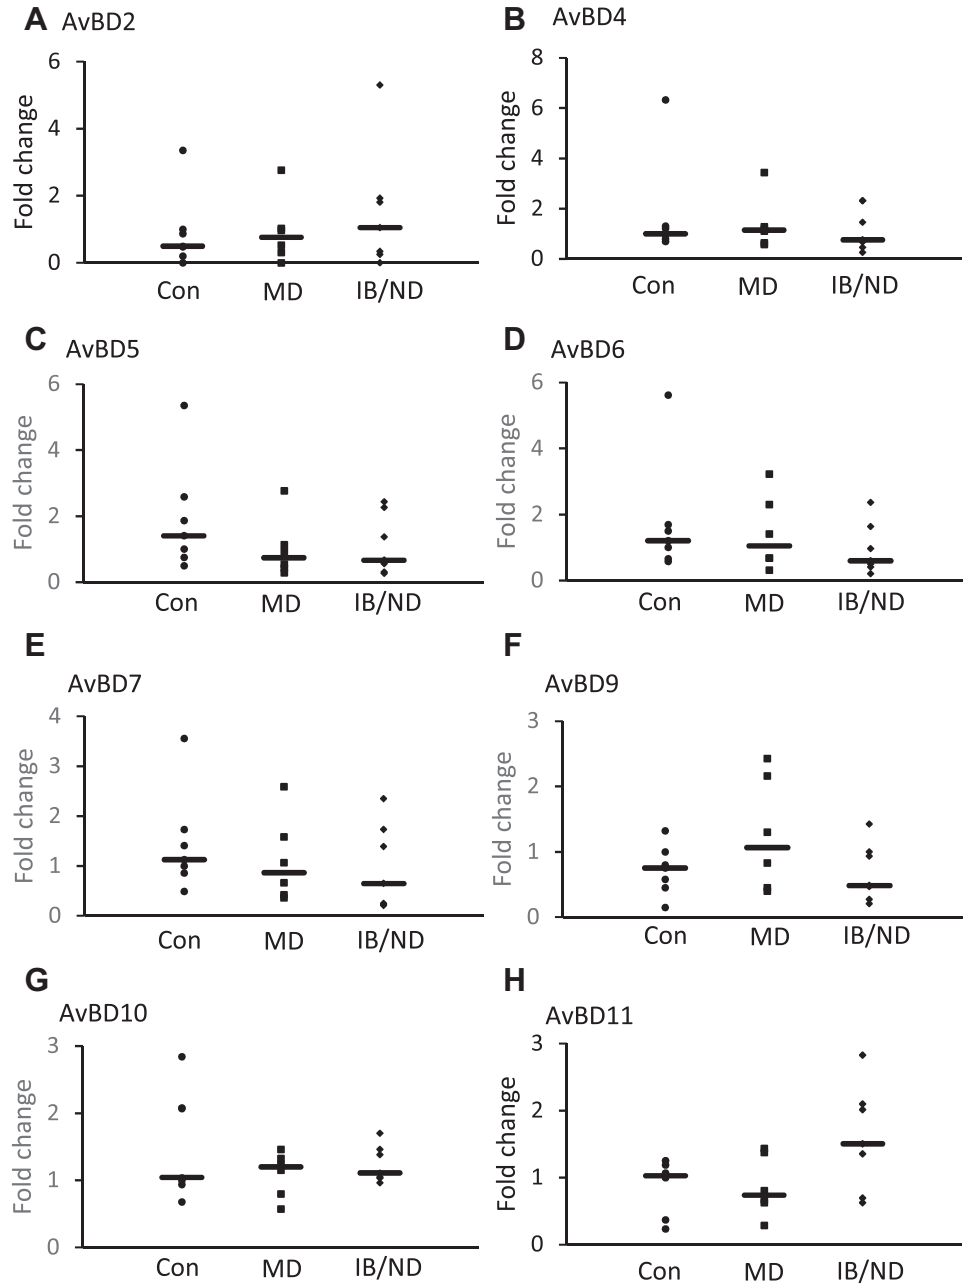 A AvBD2
Fold change
6
4
2
0
Con MD IB/ND
B AvBD4
Fold change
8
6
4
2
0
Con MD IB/ND
C AvBD5
Fold change
6
4
2
0
Con MD IB/ND
D AvBD6
Fold change
6
4
2
0
Con MD IB/ND
E AvBD7
Fold change
4
3
2
1
0
Con MD IB/ND
F AvBD9
Fold change
3
2
1
0
Con MD IB/ND
G AvBD10
Fold change
3
2
1
0
Con MD IB/ND
H AvBD11
Fold change
3
2
1
0
Con MD IB/ND